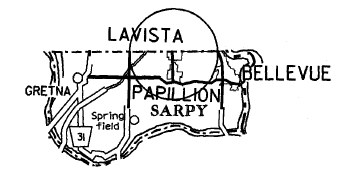 LAVISTA
BELLEVUE
GRETNA
PAPILLION
SARPY
Spring
field
31